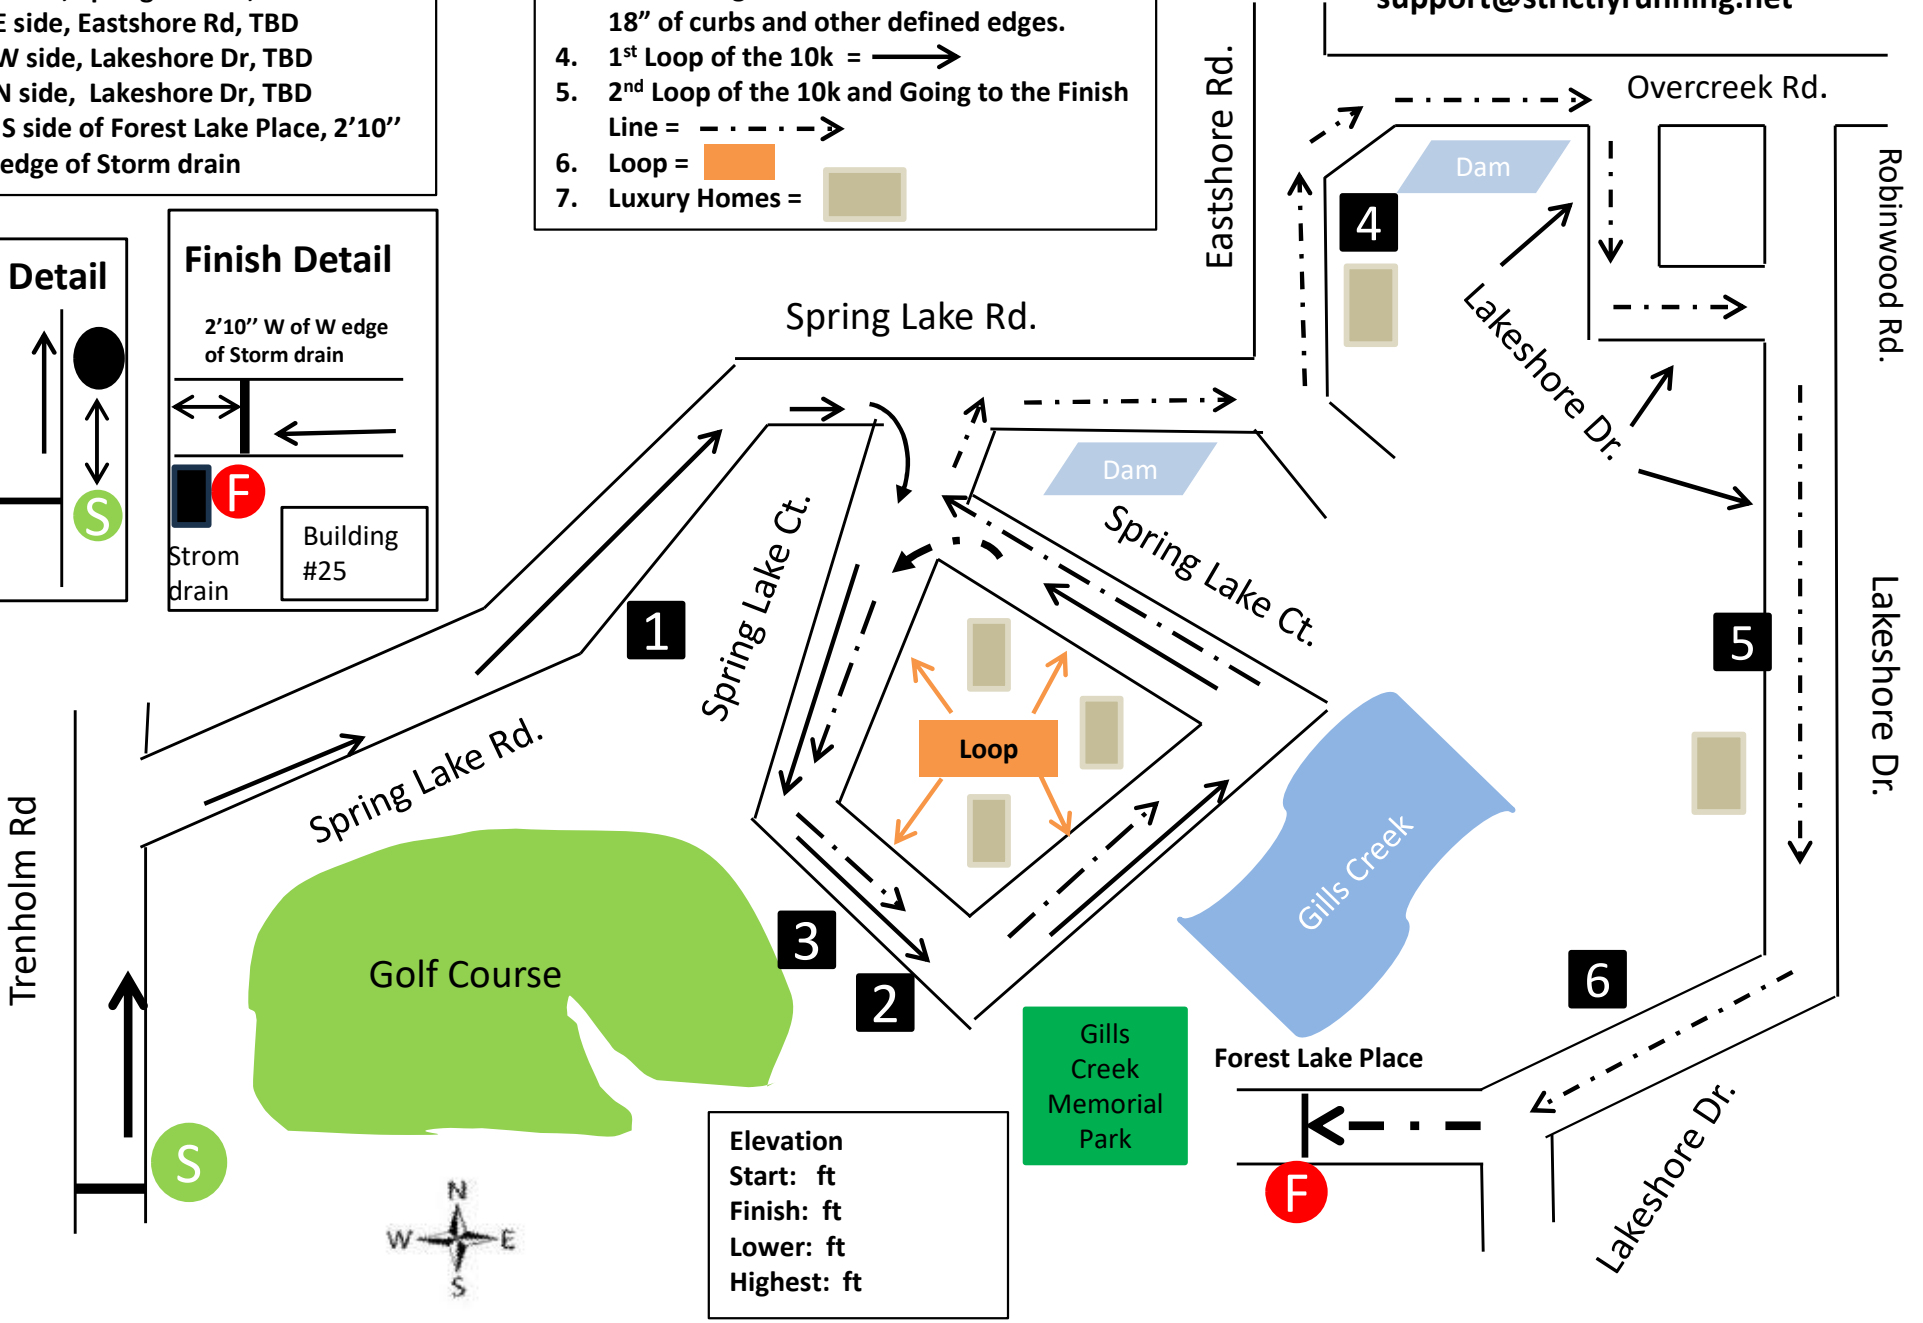 E side, Eastshore Rd, TBD
W side, Lakeshore Dr, TBD
N side, Lakeshore Dr, TBD
S side of Forest Lake Place, 2’10’’
edge of Storm drain
18” of curbs and other defined edges.
4. 1st Loop of the 10k =
5. 2nd Loop of the 10k and Going to the Finish
Line =
6. Loop =
7. Luxury Homes =
support@strictlyrunning.net
Detail
S
Finish Detail
2’10’’ W of W edge
of Storm drain
F
Strom
drain
Building
#25
Eastshore Rd.
Overcreek Rd.
Robinwood Rd.
Dam
4
Lakeshore Dr.
Spring Lake Rd.
Dam
Spring Lake Ct.
Spring Lake Ct.
1
5
Lakeshore Dr.
Loop
Spring Lake Rd.
Trenholm Rd
Golf Course
3
2
Gills Creek
6
Gills
Creek
Memorial
Park
Forest Lake Place
F
Lakeshore Dr.
S
N
W E
S
Elevation
Start: ft
Finish: ft
Lower: ft
Highest: ft